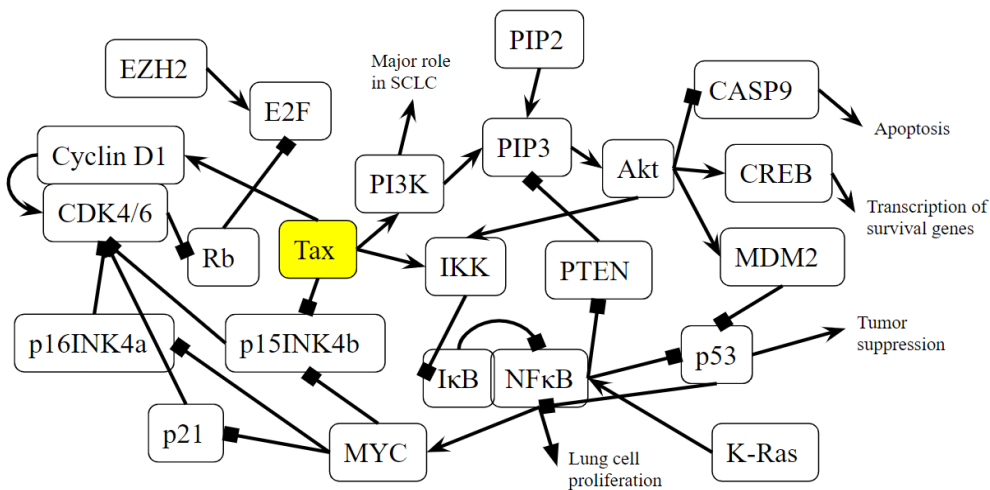 PIP2
EZH2
Major role
in SCLC
E2F
CASP9
Apoptosis
Cyclin D1
PIP3
Akt
CREB
PI3K
CDK4/6
Transcription of
survival genes
Rb
Tax
IKK
PTEN
MDM2
p16INK4a
p15INK4b
Tumor
suppression
IκB
NFκB
p53
p21
MYC
Lung cell
proliferation
K-Ras